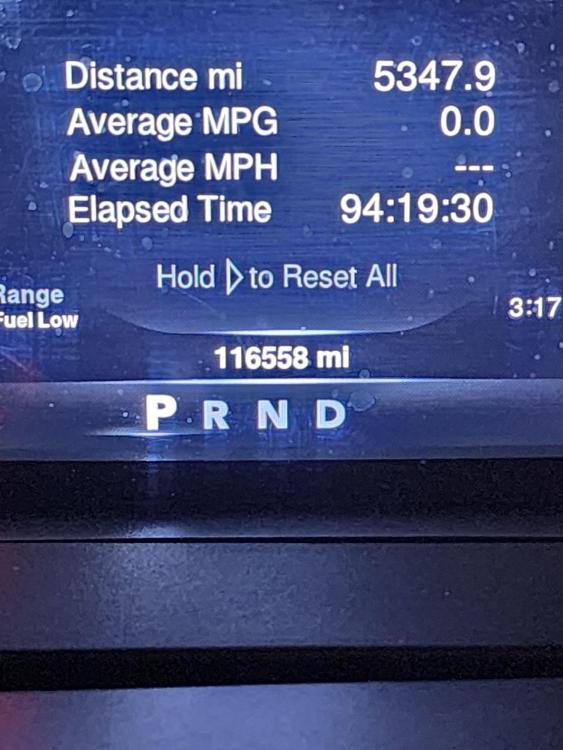 Distance mi 5347.9
Average MPG 0.0
Average MPH ---
Elapsed Time 94:19:30
Hold ▷ to Reset All
Range
Fuel Low
3:17
116558 mi
P R N D